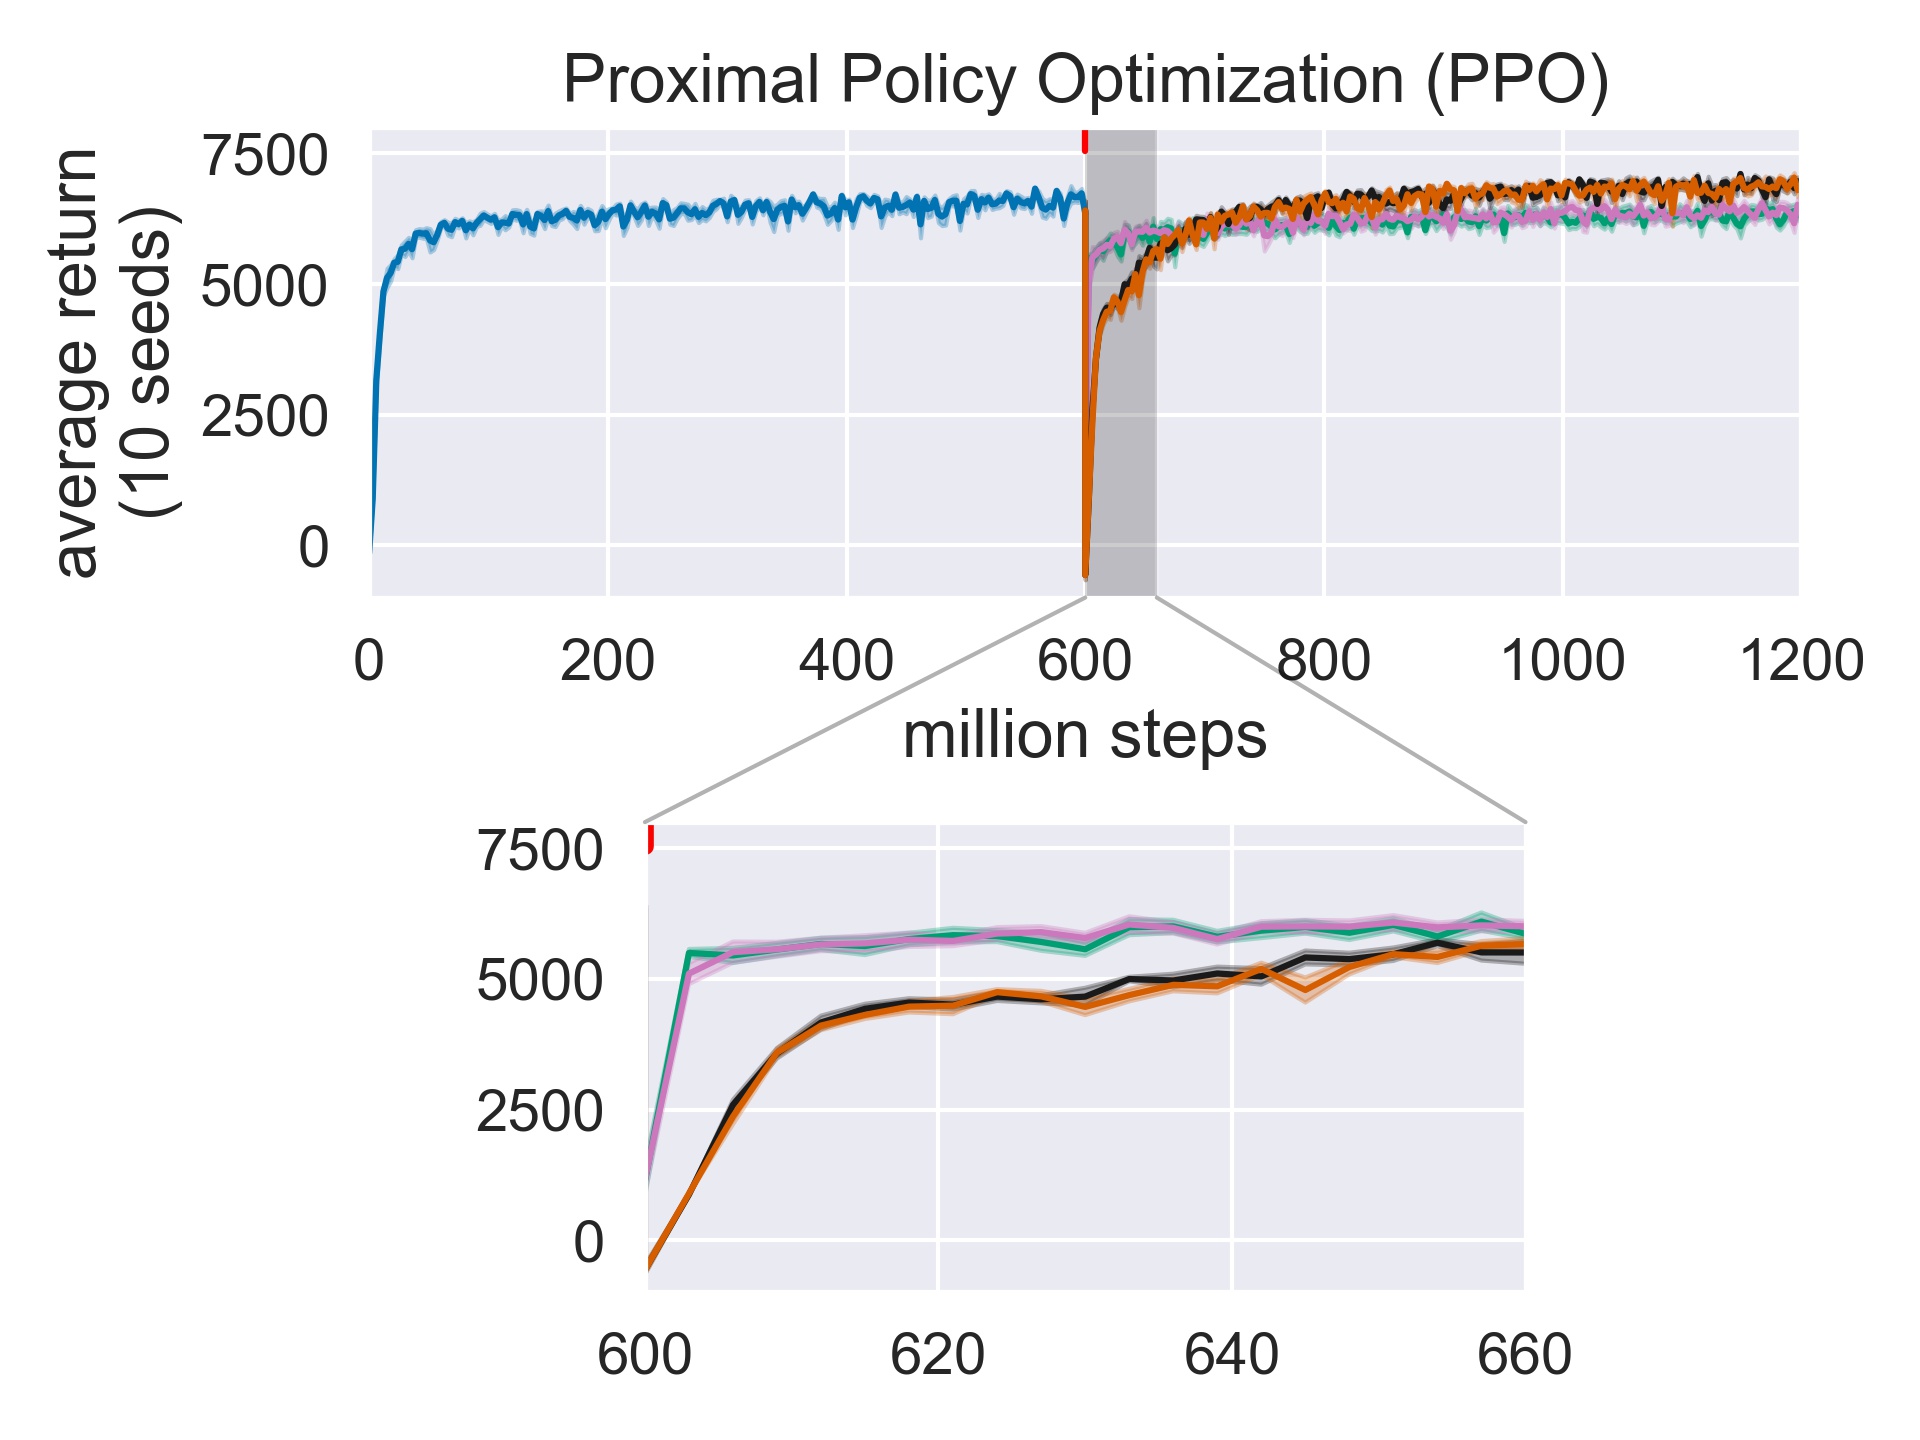 Proximal Policy Optimization (PPO)
average return
(10 seeds)
7500
5000
2500
0
0 200 400 600 800 1000 1200
million steps
7500
5000
2500
0
600 620 640 660